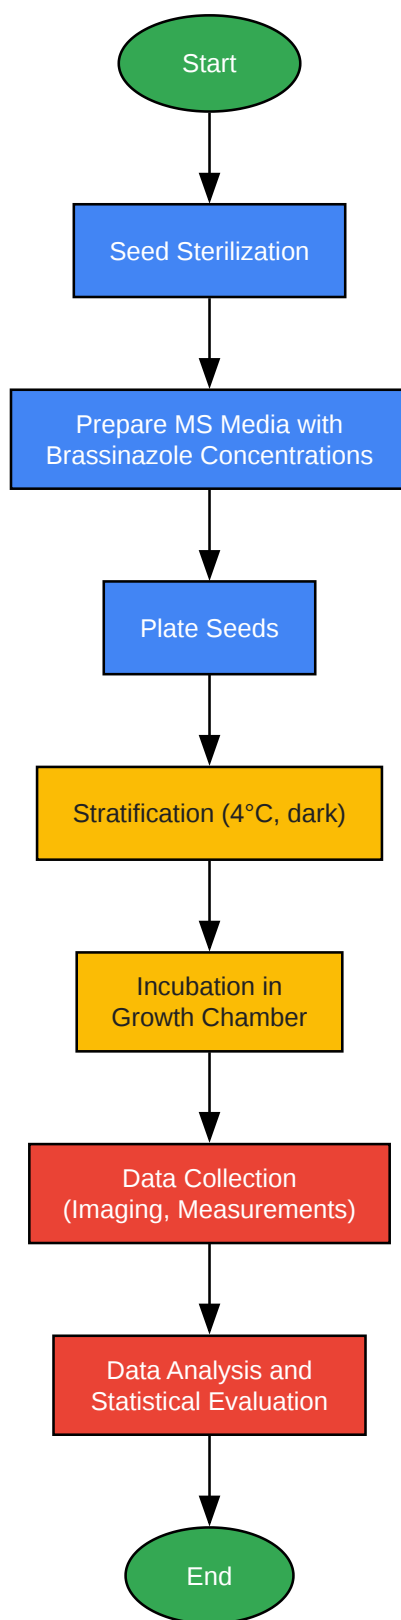 Start
Seed Sterilization
Prepare MS Media with
Brassinazole Concentrations
Plate Seeds
Stratification (4°C, dark)
Incubation in
Growth Chamber
Data Collection
(Imaging, Measurements)
Data Analysis and
Statistical Evaluation
End